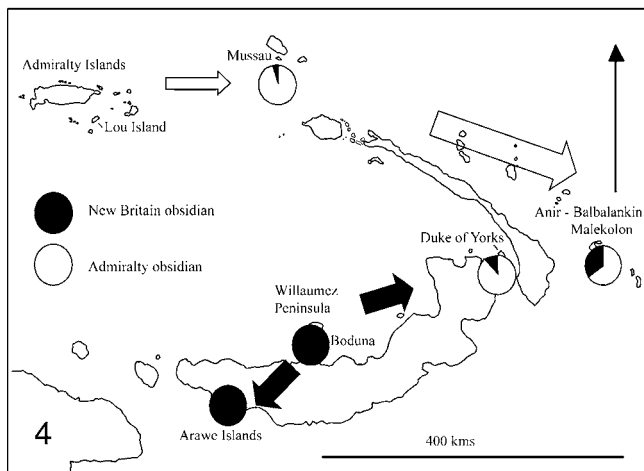 Admiralty Islands
Mussau
Lou Island
New Britain obsidian
Admiralty obsidian
Anir - Balbalankin
Malekolon
Duke of Yorks
Willaumez
Peninsula
Boduna
Arawe Islands
4
400 kms